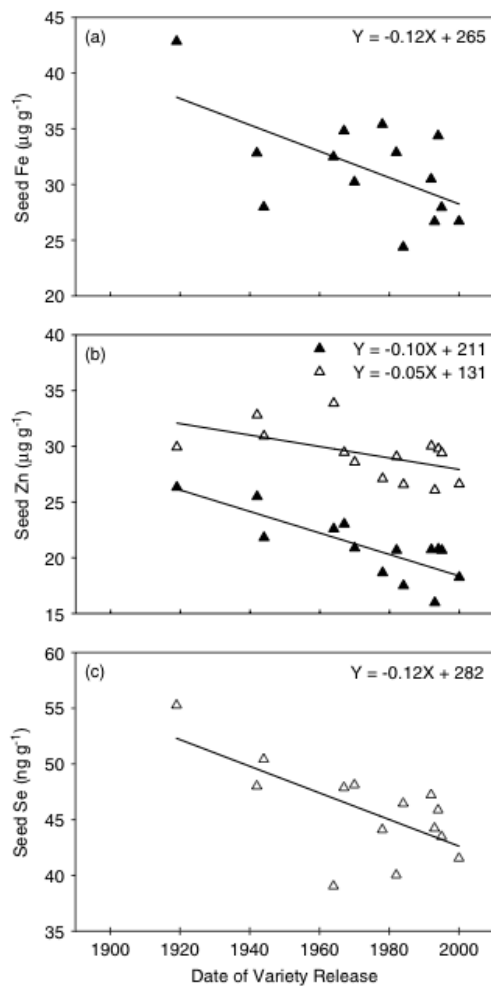 (a)
Y = -0.12X + 265
45
40
35
30
25
20
Seed Fe (µg g⁻¹)
(b)
Y = -0.10X + 211
Y = -0.05X + 131
40
35
30
25
20
15
Seed Zn (µg g⁻¹)
(c)
Y = -0.12X + 282
60
55
50
45
40
35
Seed Se (ng g⁻¹)
1900 1920 1940 1960 1980 2000
Date of Variety Release